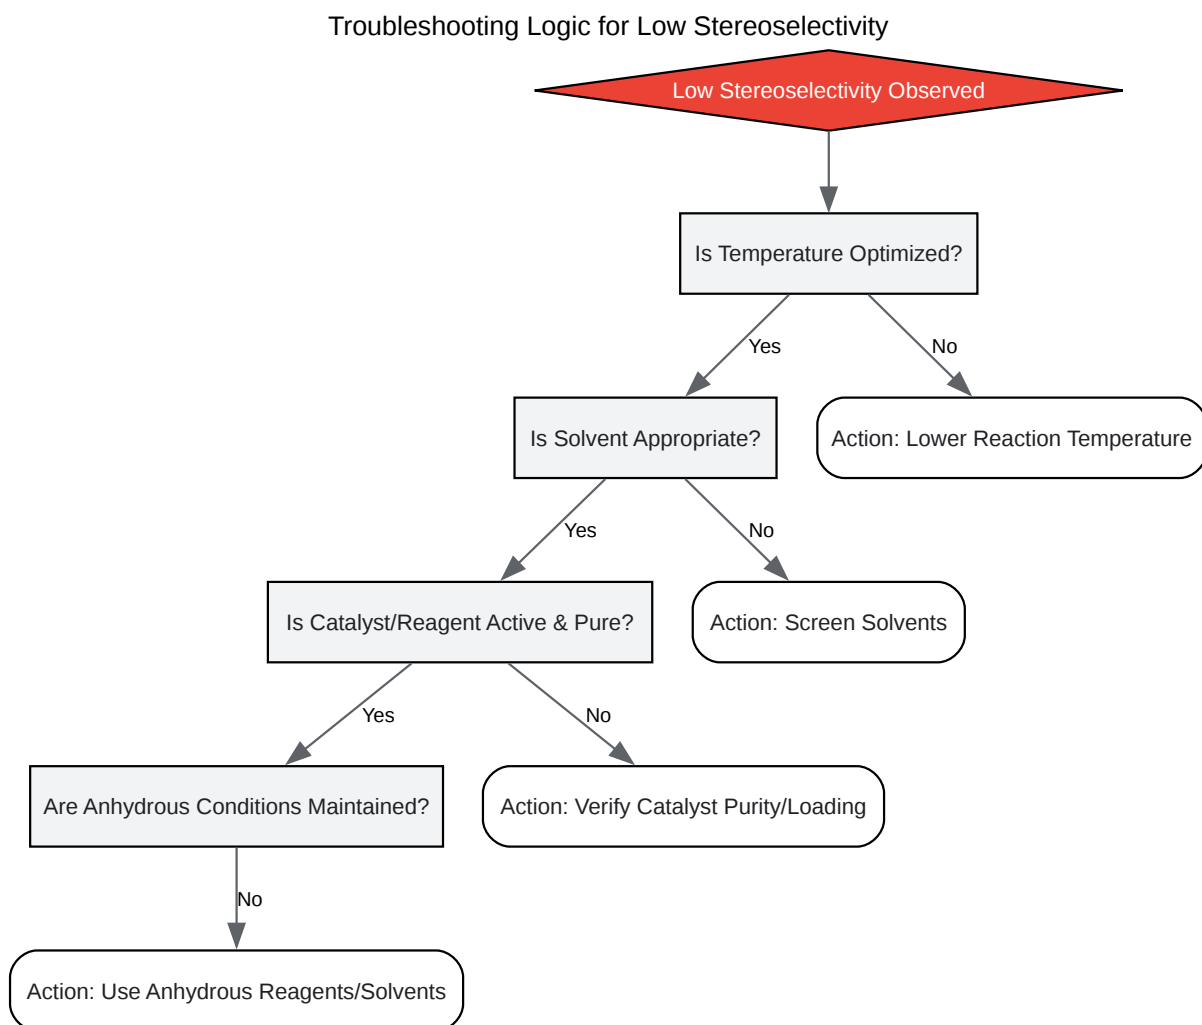 Troubleshooting Logic for Low Stereoselectivity
Low Stereoselectivity Observed
Is Temperature Optimized?
Yes
No
Is Solvent Appropriate?
Action: Lower Reaction Temperature
Yes
No
Is Catalyst/Reagent Active & Pure?
Action: Screen Solvents
Yes
No
Are Anhydrous Conditions Maintained?
Action: Verify Catalyst Purity/Loading
No
Action: Use Anhydrous Reagents/Solvents